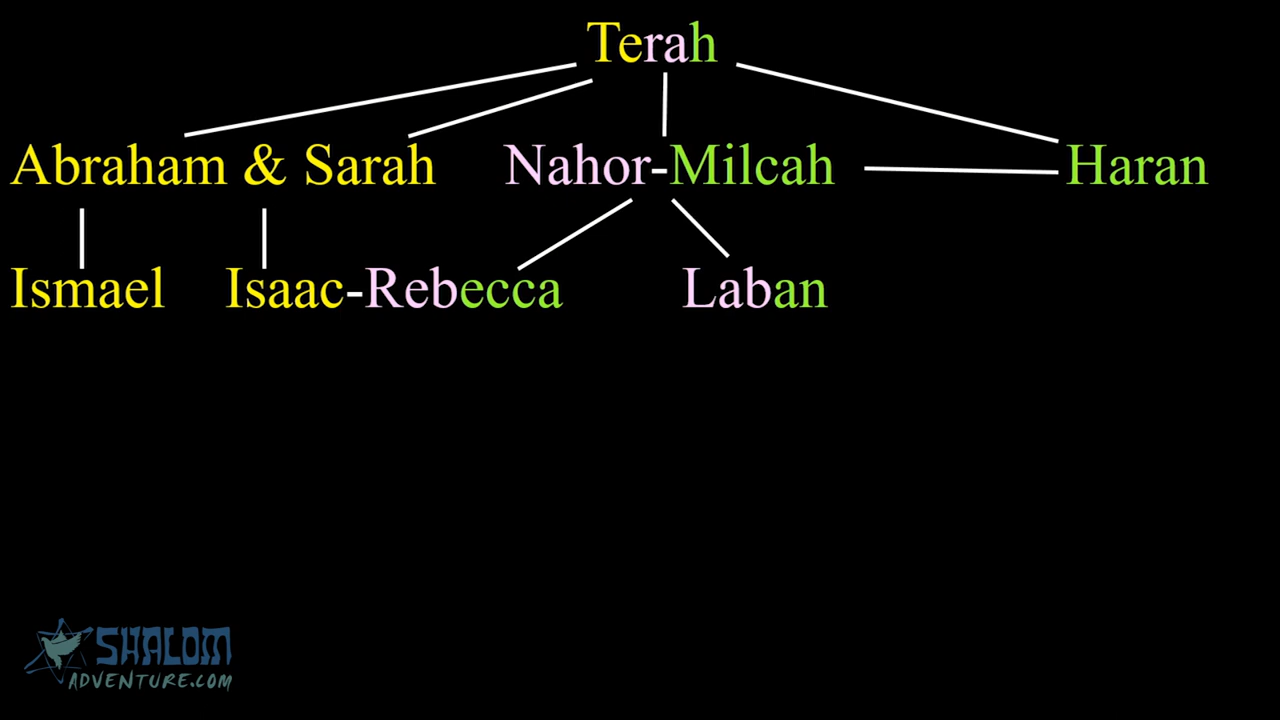 Terah
Abraham & Sarah Nahor-Milcah Haran
Ismael Isaac-Rebecca Laban
SHALOM
ADVENTURE.COM